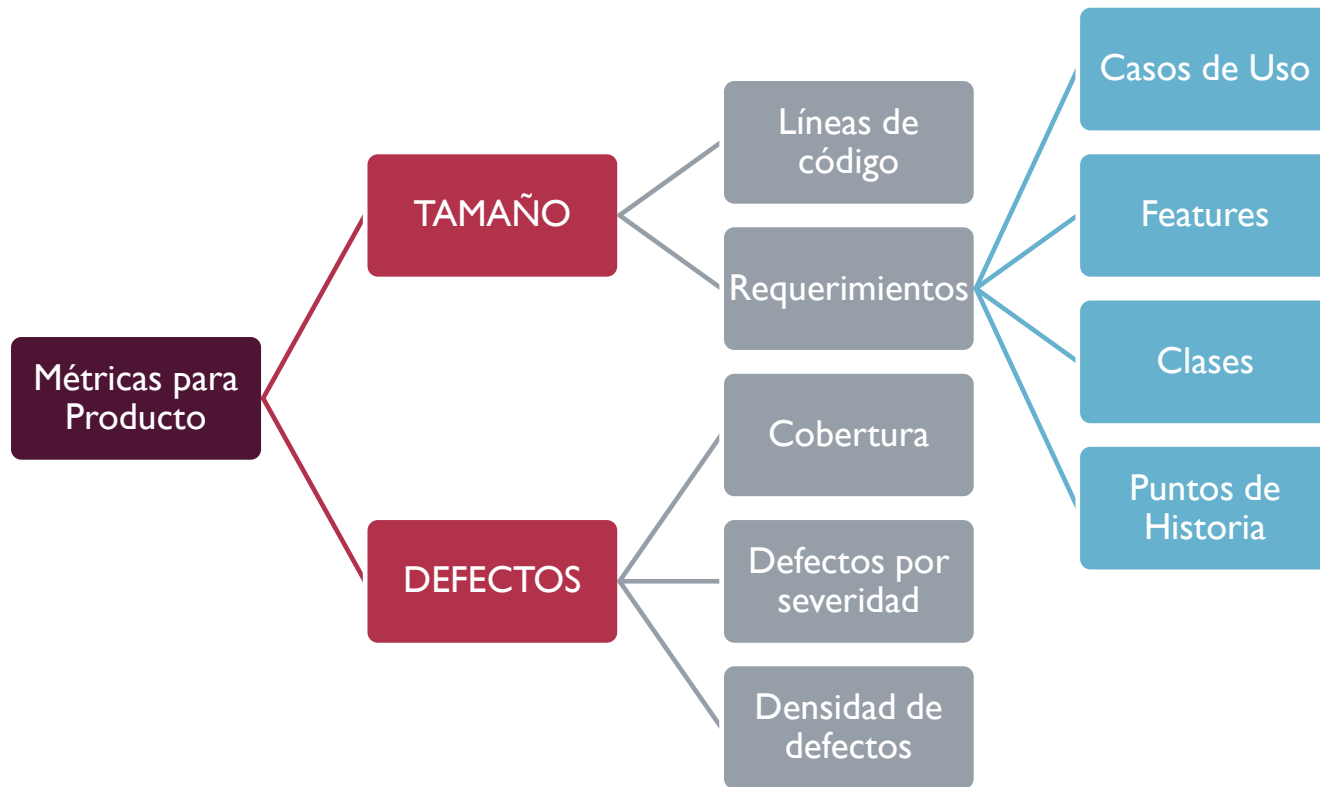 Métricas para
Producto
TAMAÑO
Líneas de
código
Requerimientos
Casos de Uso
Features
Clases
Puntos de
Historia
DEFECTOS
Cobertura
Defectos por
severidad
Densidad de
defectos